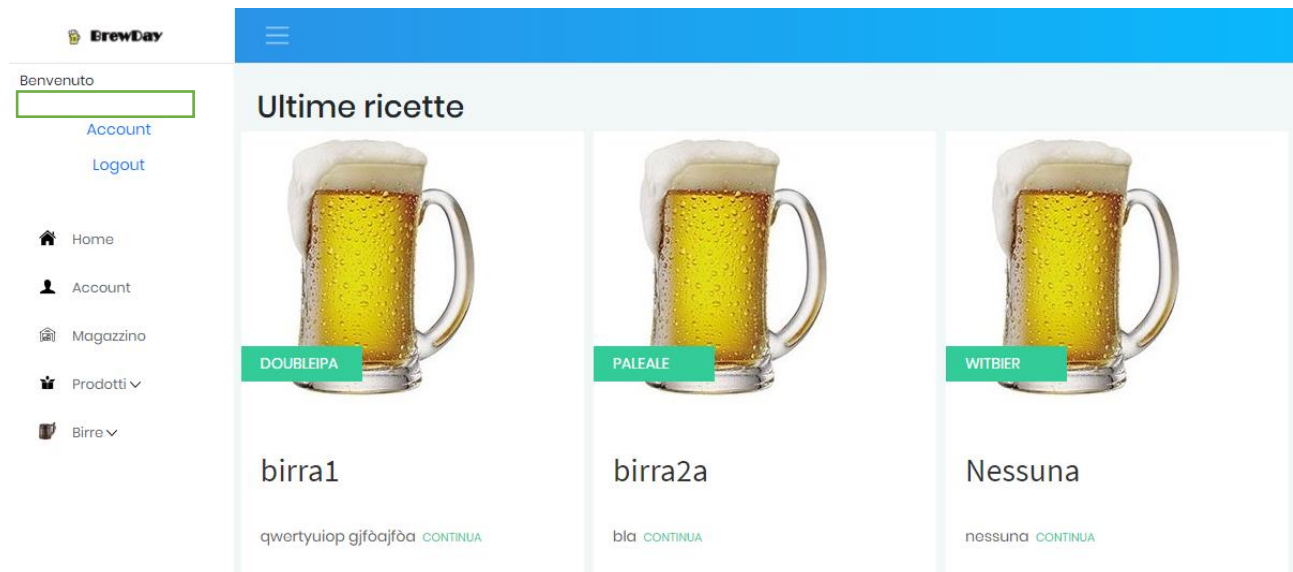 BrewDay
Benvenuto
Account
Logout
Home
Account
Magazzino
Prodotti
Birre
Ultime ricette
DOUBLEIPA
birra1
qwertyuiop gjfòajfòa CONTINUA
PALEALE
birra2a
bla CONTINUA
WITBIER
Nessuna
nessuna CONTINUA